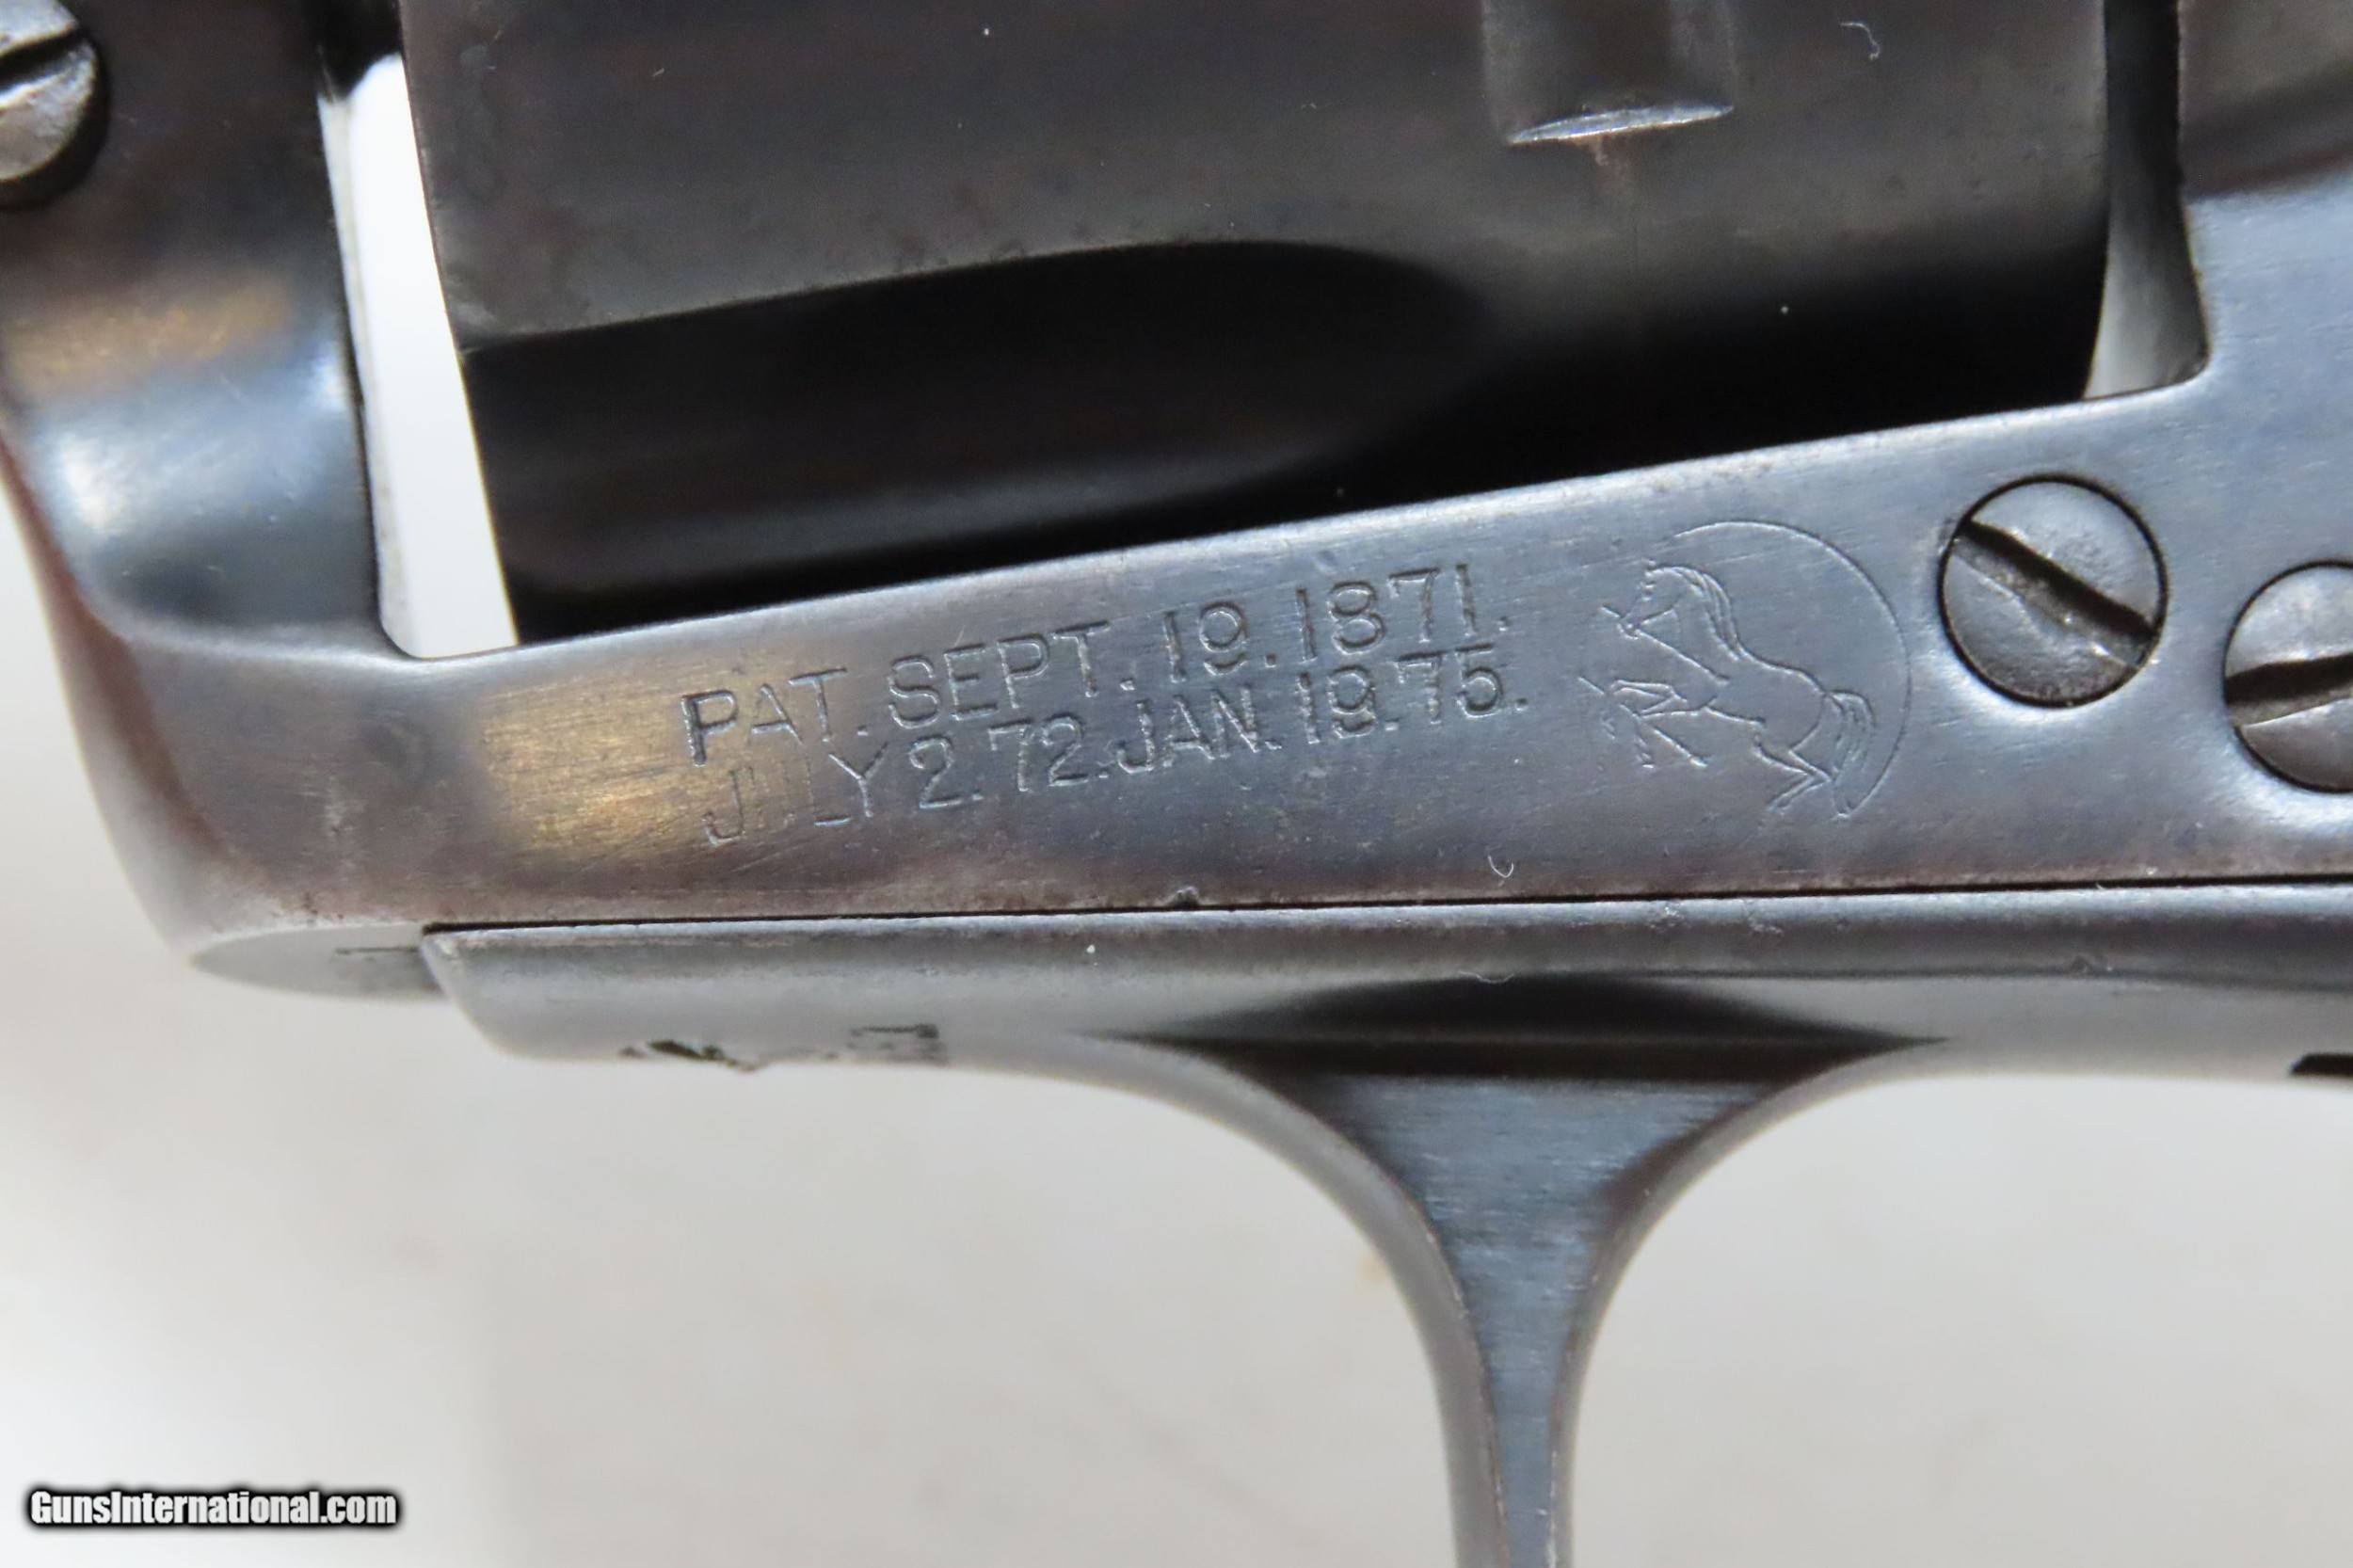 PAT. SEPT. 19. 1871.
JULY 2. 72. JAN. 19. 75.
GunsInternational.com